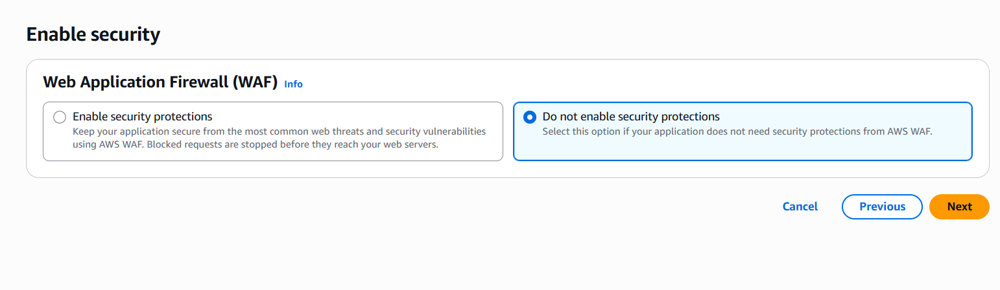 Enable security
Web Application Firewall (WAF) Info
Enable security protections
Keep your application secure from the most common web threats and security vulnerabilities
using AWS WAF. Blocked requests are stopped before they reach your web servers.
Do not enable security protections
Select this option if your application does not need security protections from AWS WAF.
Cancel Previous Next